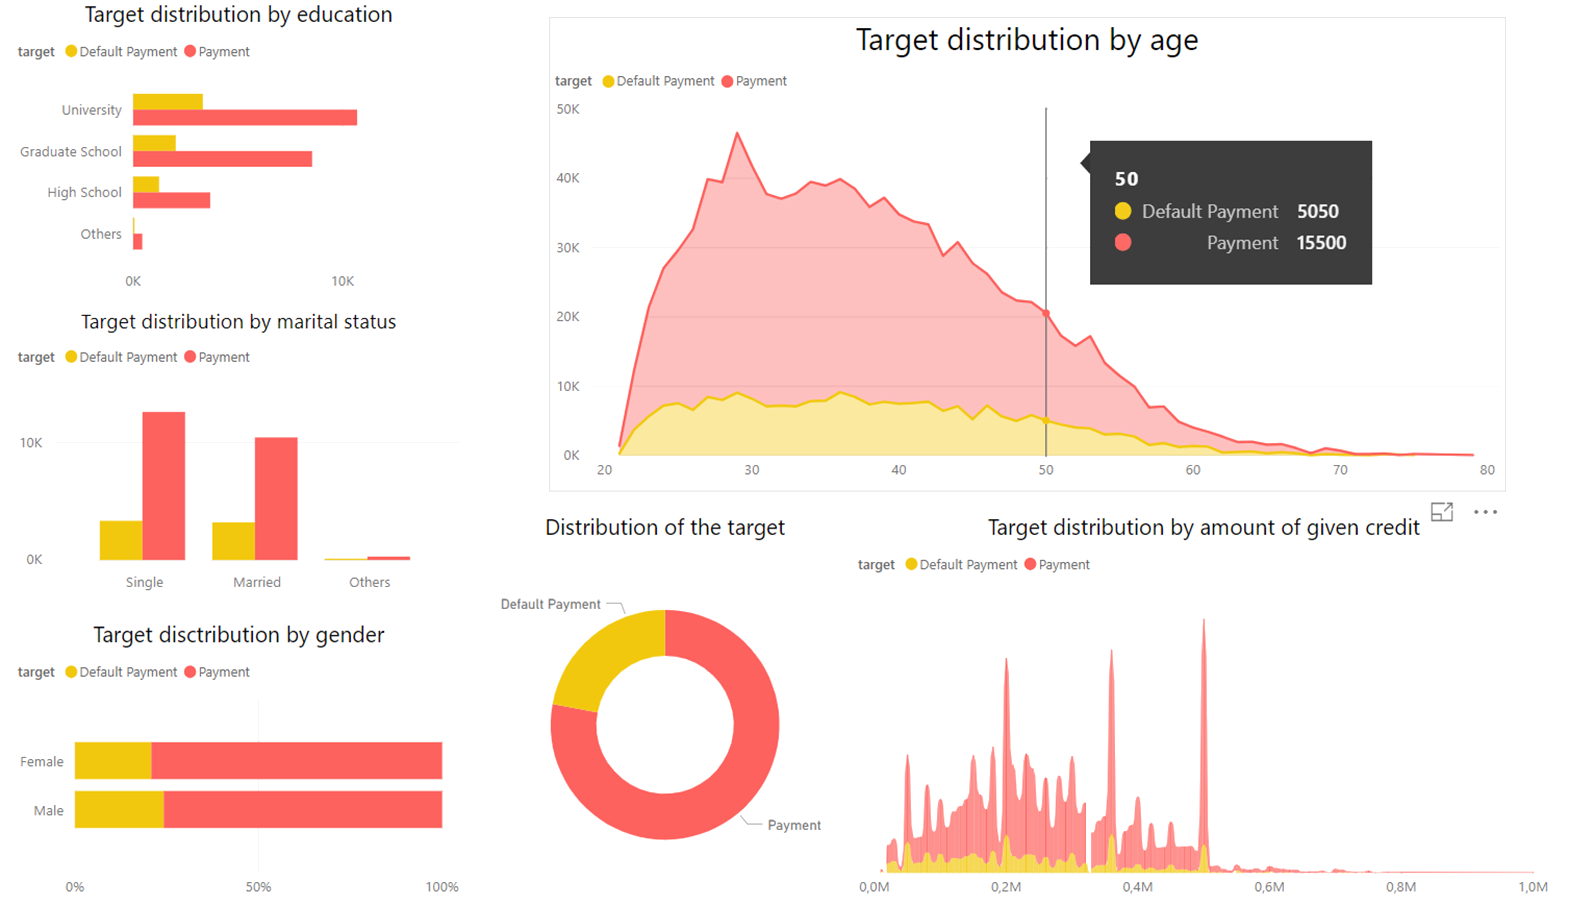 Target distribution by education
target Default Payment Payment
University
Graduate School
High School
Others
0K 10K
Target distribution by marital status
target Default Payment Payment
10K
0K
Single Married Others
Target disctribution by gender
target Default Payment Payment
Female
Male
0% 50% 100%
Target distribution by age
target Default Payment Payment
50K
40K
30K
20K
10K
0K
20 30 40 50 60 70 80
50
Default Payment 5050
Payment 15500
Distribution of the target
Default Payment
Payment
Target distribution by amount of given credit
target Default Payment Payment
0,0M 0,2M 0,4M 0,6M 0,8M 1,0M